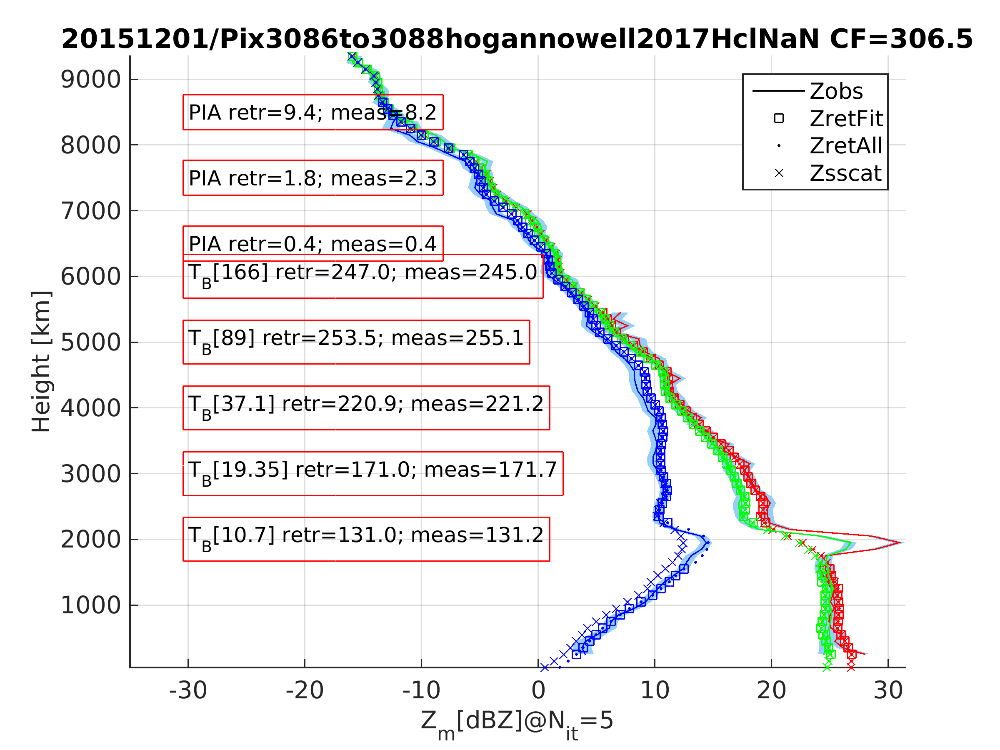 20151201/Pix3086to3088hogannowell2017HclNaN CF=306.5
Zobs
ZretFit
ZretAll
Zsscat
PIA retr=9.4; meas=8.2
PIA retr=1.8; meas=2.3
PIA retr=0.4; meas=0.4
TB[166] retr=247.0; meas=245.0
TB[89] retr=253.5; meas=255.1
TB[37.1] retr=220.9; meas=221.2
TB[19.35] retr=171.0; meas=171.7
TB[10.7] retr=131.0; meas=131.2
Height [km]
9000
8000
7000
6000
5000
4000
3000
2000
1000
-30 -20 -10 0 10 20 30
Zm[dBZ]@Nit=5